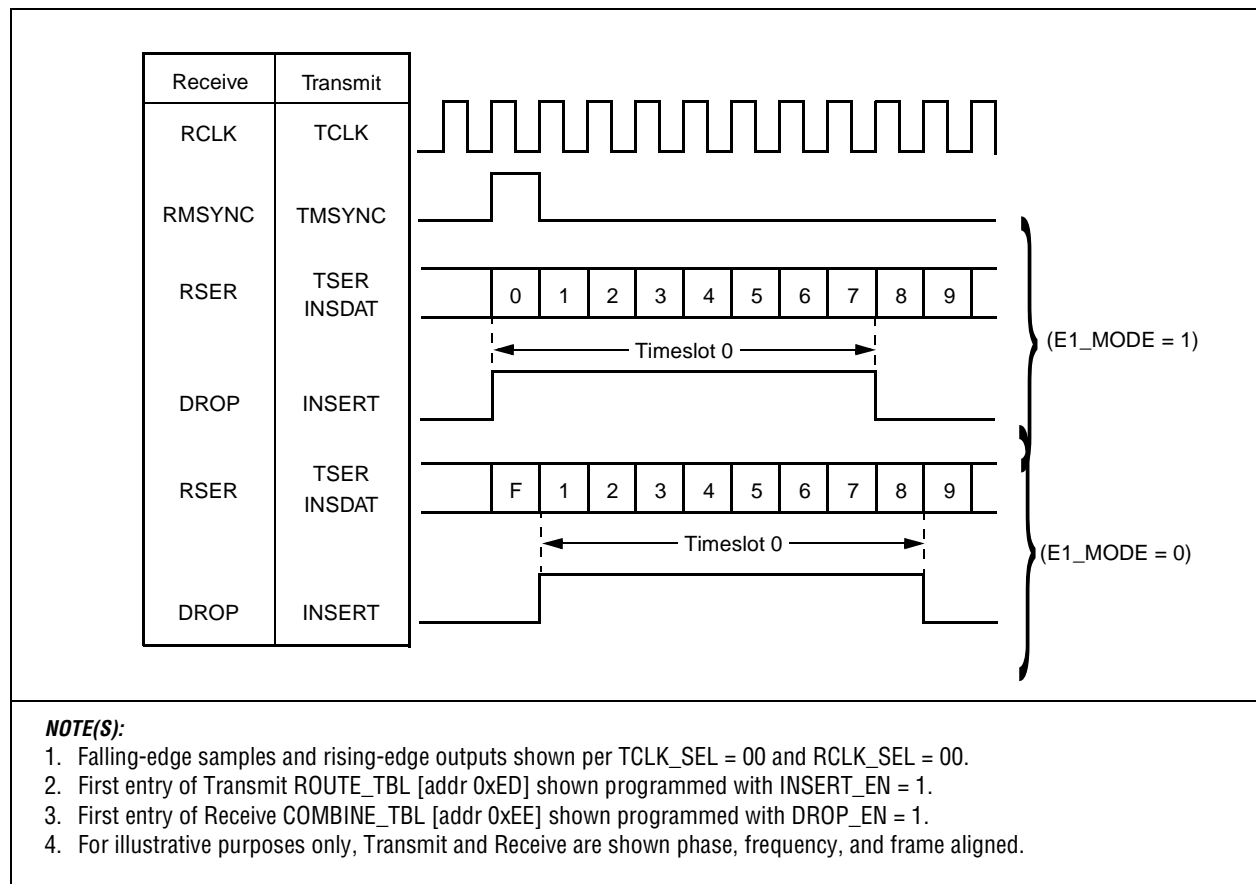 Receive Transmit
RCLK TCLK
RMSYNC TMSYNC
RSER TSER
INSDAT
0 1 2 3 4 5 6 7 8 9
Timeslot 0
(E1_MODE = 1)
DROP INSERT
RSER TSER
INSDAT
F 1 2 3 4 5 6 7 8 9
Timeslot 0
(E1_MODE = 0)
DROP INSERT
NOTE(S):
1. Falling-edge samples and rising-edge outputs shown per TCLK_SEL = 00 and RCLK_SEL = 00.
2. First entry of Transmit ROUTE_TBL [addr 0xED] shown programmed with INSERT_EN = 1.
3. First entry of Receive COMBINE_TBL [addr 0xEE] shown programmed with DROP_EN = 1.
4. For illustrative purposes only, Transmit and Receive are shown phase, frequency, and frame aligned.